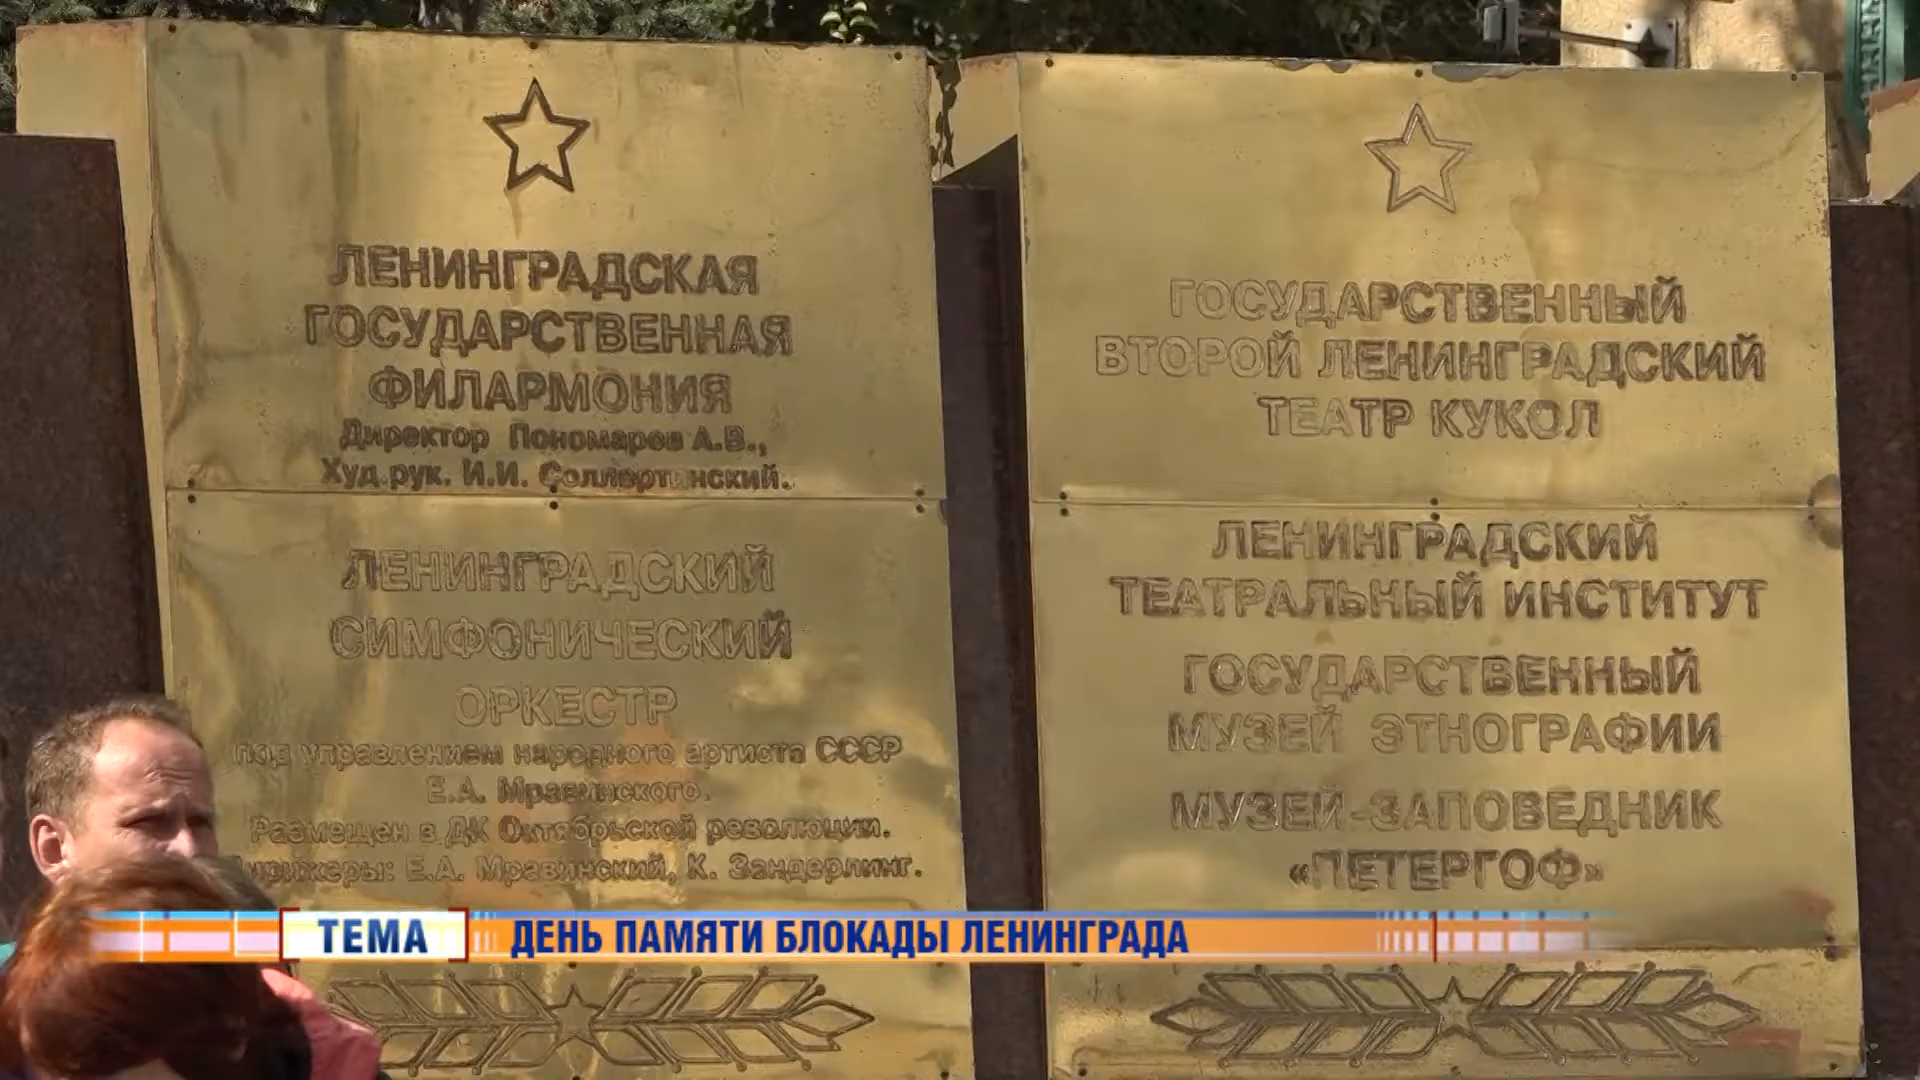 ЛЕНИНГРАДСКАЯ
ГОСУДАРСТВЕННАЯ
ФИЛАРМОНИЯ
Директор Пономарев А.В.,
Худ.рук. И.И. Соллертинский.
ЛЕНИНГРАДСКИЙ
СИМФОНИЧЕСКИЙ
ОРКЕСТР
под управлением народного артиста СССР
Е.А. Мравинского.
Размещен в ДК Октябрьской революции.
Дирижеры: Е.А. Мравинский, К. Зандерлинг.
ГОСУДАРСТВЕННЫЙ
ВТОРОЙ ЛЕНИНГРАДСКИЙ
ТЕАТР КУКОЛ
ЛЕНИНГРАДСКИЙ
ТЕАТРАЛЬНЫЙ ИНСТИТУТ
ГОСУДАРСТВЕННЫЙ
МУЗЕЙ ЭТНОГРАФИИ
МУЗЕЙ-ЗАПОВЕДНИК
«ПЕТЕРГОФ»
ТЕМА ДЕНЬ ПАМЯТИ БЛОКАДЫ ЛЕНИНГРАДА